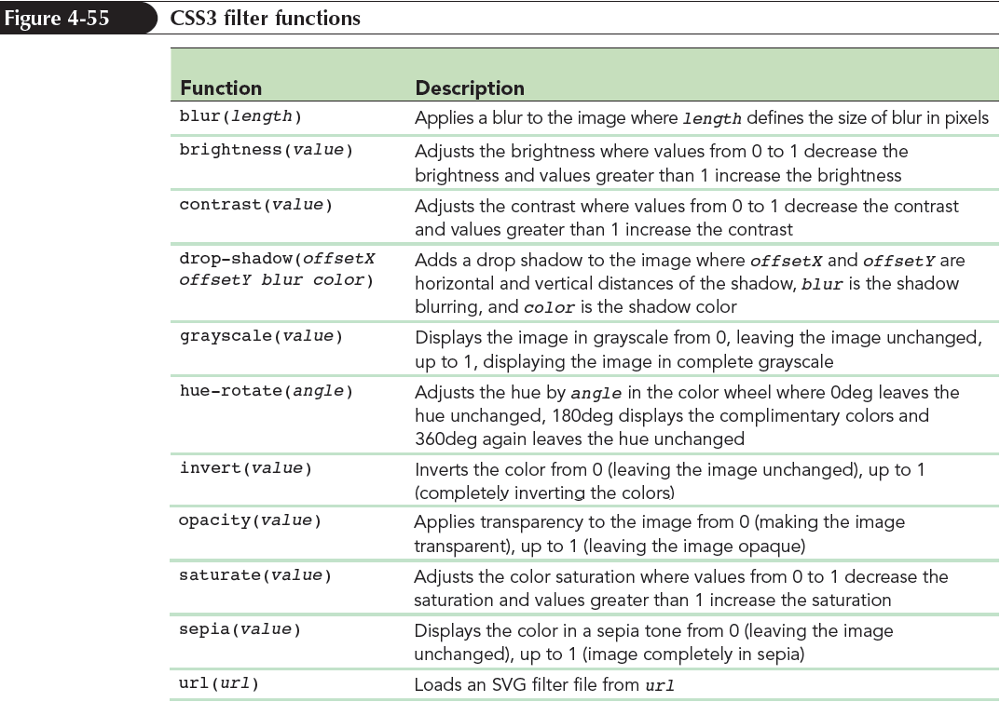 Figure 4-55 CSS3 filter functions
Function Description
blur(length) Applies a blur to the image where length defines the size of blur in pixels
brightness(value) Adjusts the brightness where values from 0 to 1 decrease the
brightness and values greater than 1 increase the brightness
contrast(value) Adjusts the contrast where values from 0 to 1 decrease the contrast
and values greater than 1 increase the contrast
drop-shadow(offsetX Adds a drop shadow to the image where offsetX and offsetY are
offsetY blur color) horizontal and vertical distances of the shadow, blur is the shadow
blurring, and color is the shadow color
grayscale(value) Displays the image in grayscale from 0, leaving the image unchanged,
up to 1, displaying the image in complete grayscale
hue-rotate(angle) Adjusts the hue by angle in the color wheel where 0deg leaves the
hue unchanged, 180deg displays the complimentary colors and
360deg again leaves the hue unchanged
invert(value) Inverts the color from 0 (leaving the image unchanged), up to 1
(completely inverting the colors)
opacity(value) Applies transparency to the image from 0 (making the image
transparent), up to 1 (leaving the image opaque)
saturate(value) Adjusts the color saturation where values from 0 to 1 decrease the
saturation and values greater than 1 increase the saturation
sepia(value) Displays the color in a sepia tone from 0 (leaving the image
unchanged), up to 1 (image completely in sepia)
url(url) Loads an SVG filter file from url